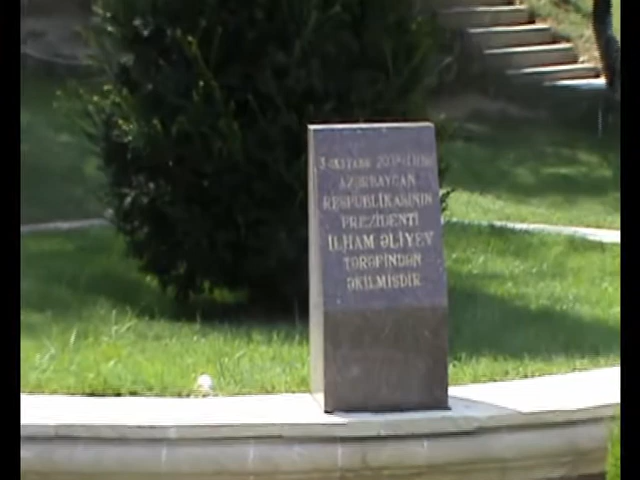 AZƏRBAYCAN
RESPUBLİKASININ
PREZİDENTİ
İLHAM ƏLİYEV
TƏRƏFİNDƏN
ƏKİLMİŞDİR